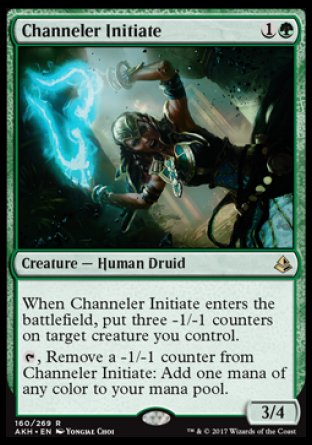 Channeler Initiate 1
Creature — Human Druid
When Channeler Initiate enters the
battlefield, put three -1/-1 counters
on target creature you control.
, Remove a -1/-1 counter from
Channeler Initiate: Add one mana of
any color to your mana pool.
3/4
160/269 R
AKH • EN Yongjae Choi
™ & © 2017 Wizards of the Coast